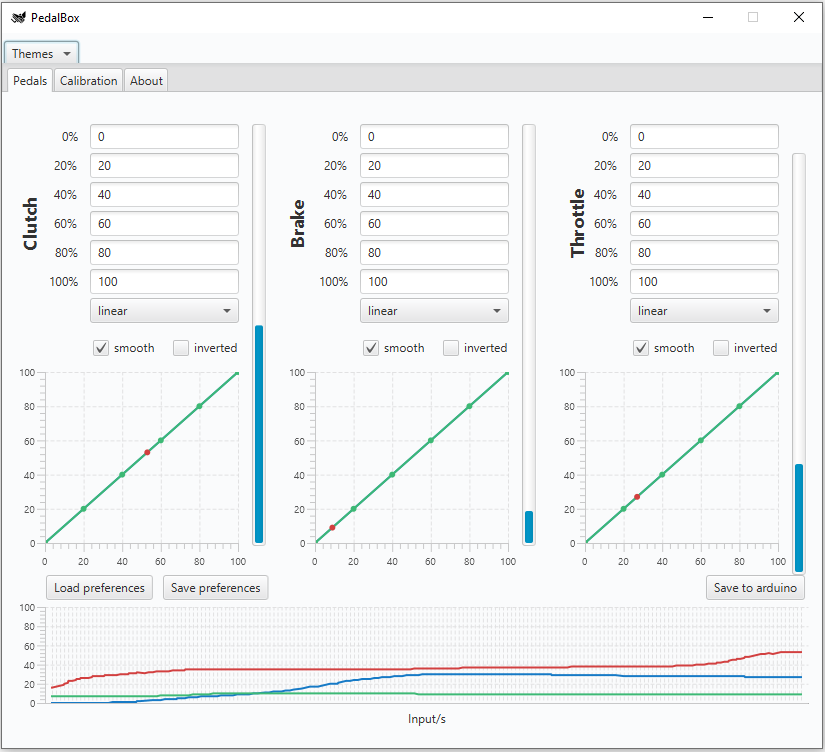 PedalBox
Themes
Pedals Calibration About
Clutch
0% 0
20% 20
40% 40
60% 60
80% 80
100% 100
linear
smooth inverted
100
80
60
40
20
0
0 20 40 60 80 100
Brake
0% 0
20% 20
40% 40
60% 60
80% 80
100% 100
linear
smooth inverted
100
80
60
40
20
0
0 20 40 60 80 100
Throttle
0% 0
20% 20
40% 40
60% 60
80% 80
100% 100
linear
smooth inverted
100
80
60
40
20
0
0 20 40 60 80 100
Load preferences Save preferences Save to arduino
100
80
60
40
20
0
Input/s